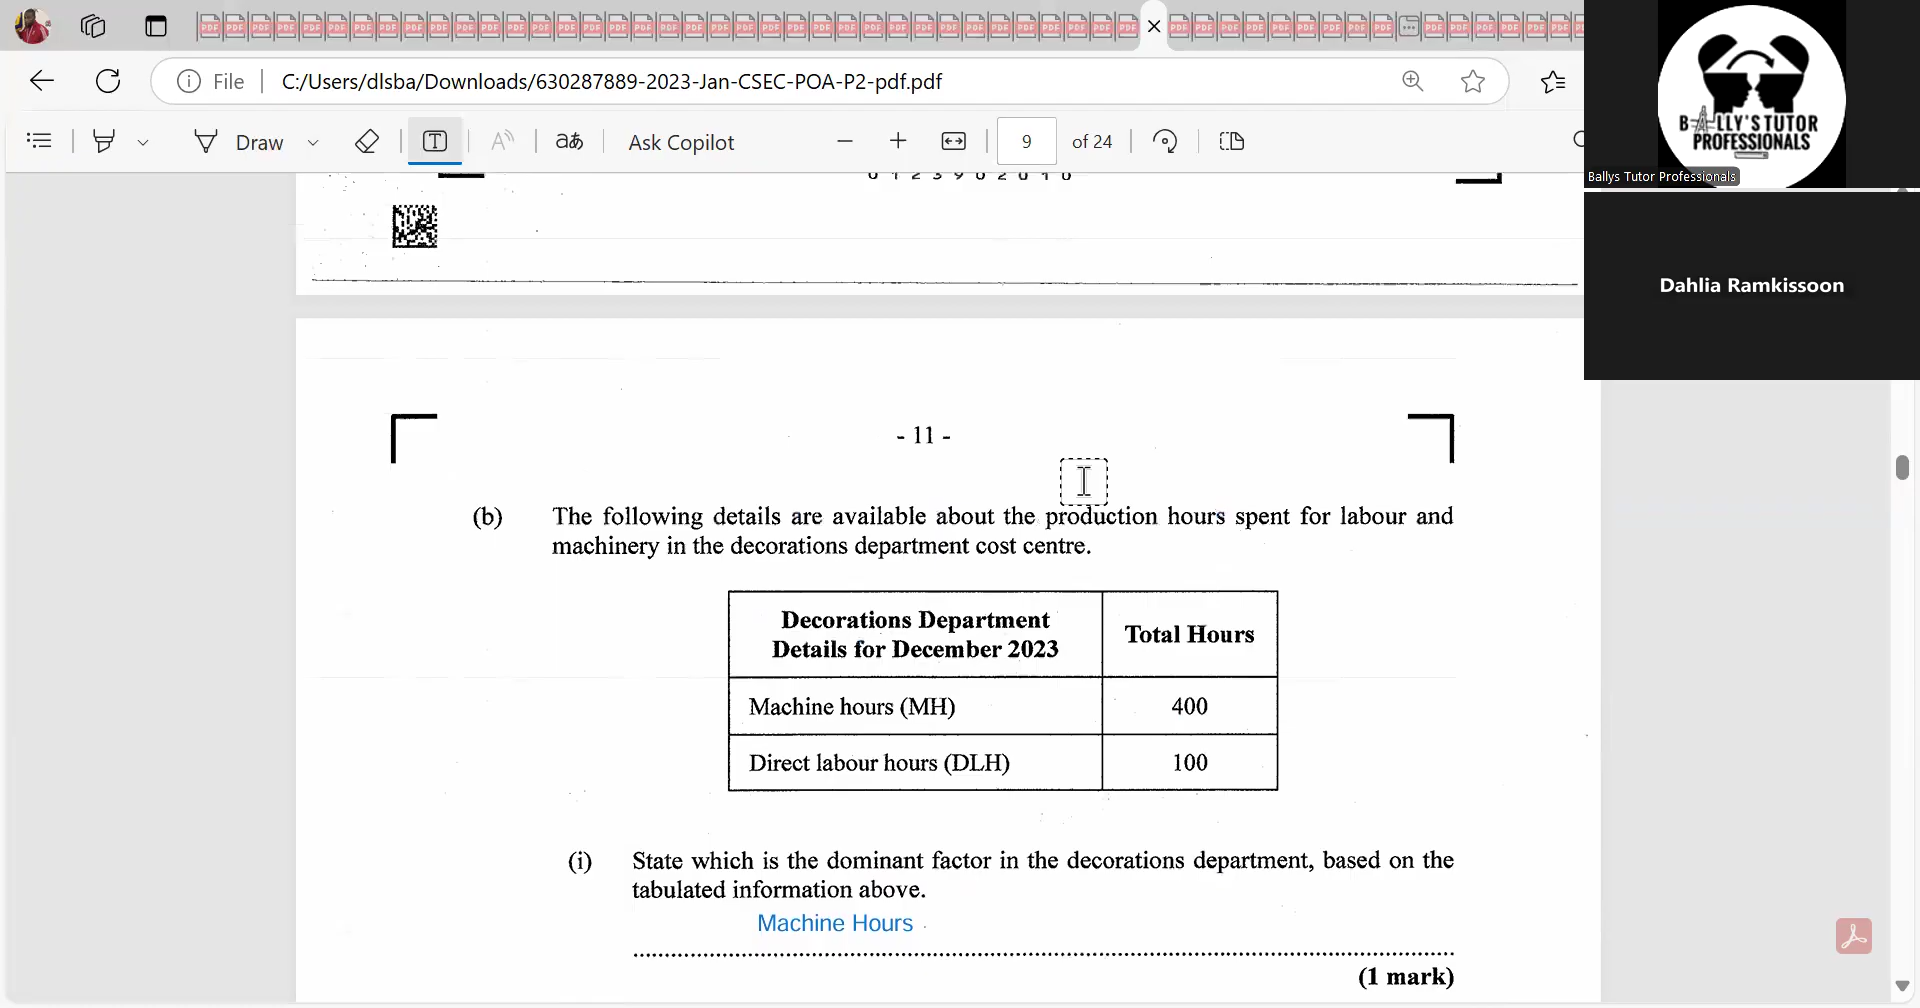 File
C:/Users/dlsba/Downloads/630287889-2023-Jan-CSEC-POA-P2-pdf.pdf
Draw
Ask Copilot
9 of 24
BALLY'S TUTOR
PROFESSIONALS
Ballys Tutor Professionals
Dahlia Ramkissoon
- 11 -
(b) The following details are available about the production hours spent for labour and
machinery in the decorations department cost centre.
Decorations Department
Details for December 2023
Total Hours
Machine hours (MH) 400
Direct labour hours (DLH) 100
(i) State which is the dominant factor in the decorations department, based on the
tabulated information above.
Machine Hours
(1 mark)